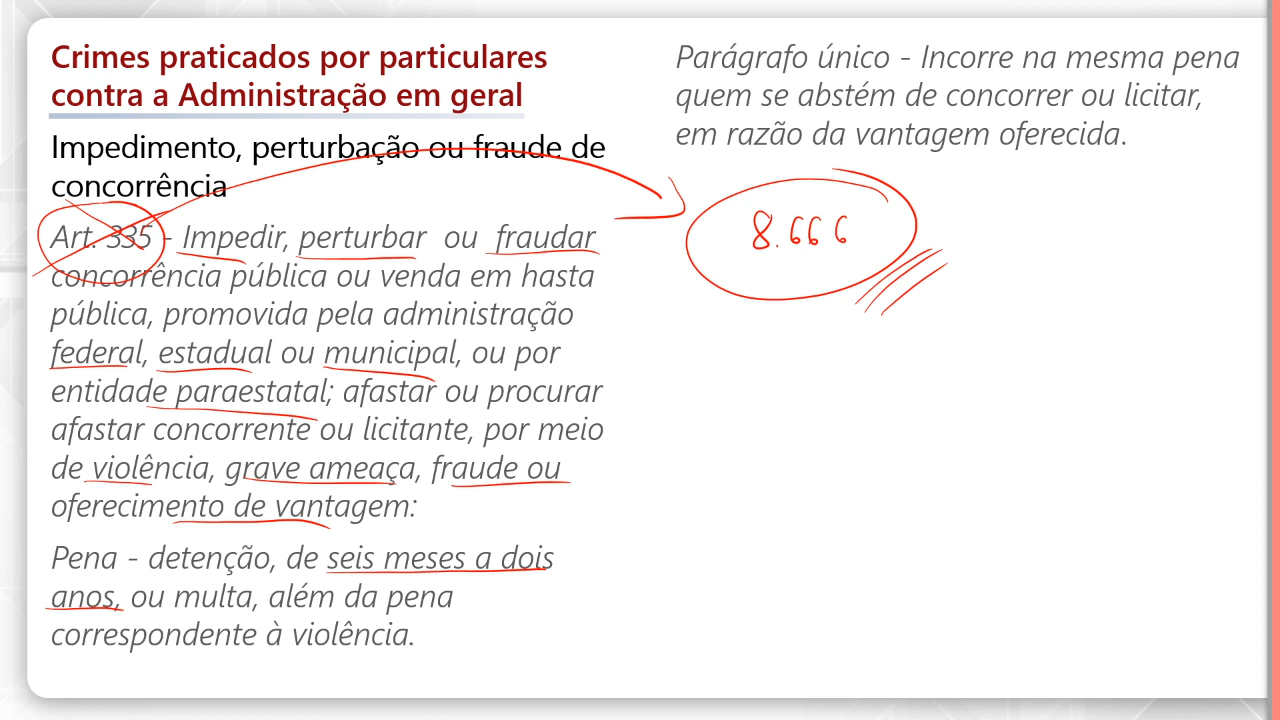 Crimes praticados por particulares
contra a Administração em geral
Impedimento, perturbação ou fraude de
concorrência
Art. 335 - Impedir, perturbar ou fraudar
concorrência pública ou venda em hasta
pública, promovida pela administração
federal, estadual ou municipal, ou por
entidade paraestatal; afastar ou procurar
afastar concorrente ou licitante, por meio
de violência, grave ameaça, fraude ou
oferecimento de vantagem:
Pena - detenção, de seis meses a dois
anos, ou multa, além da pena
correspondente à violência.
Parágrafo único - Incorre na mesma pena
quem se abstém de concorrer ou licitar,
em razão da vantagem oferecida.
8.666